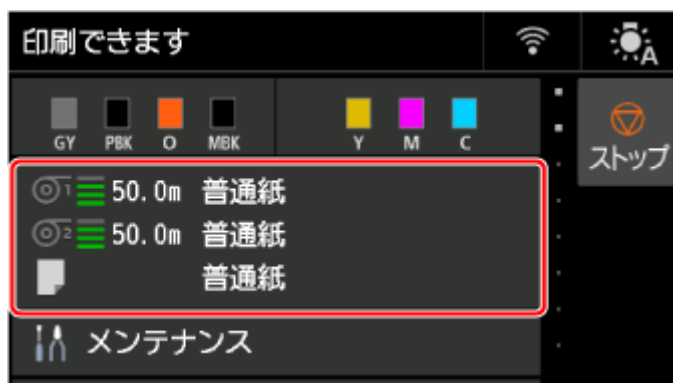 印刷できます
A
GY PBK O MBK Y M C
ストップ
1 50.0m 普通紙
2 50.0m 普通紙
普通紙
メンテナンス